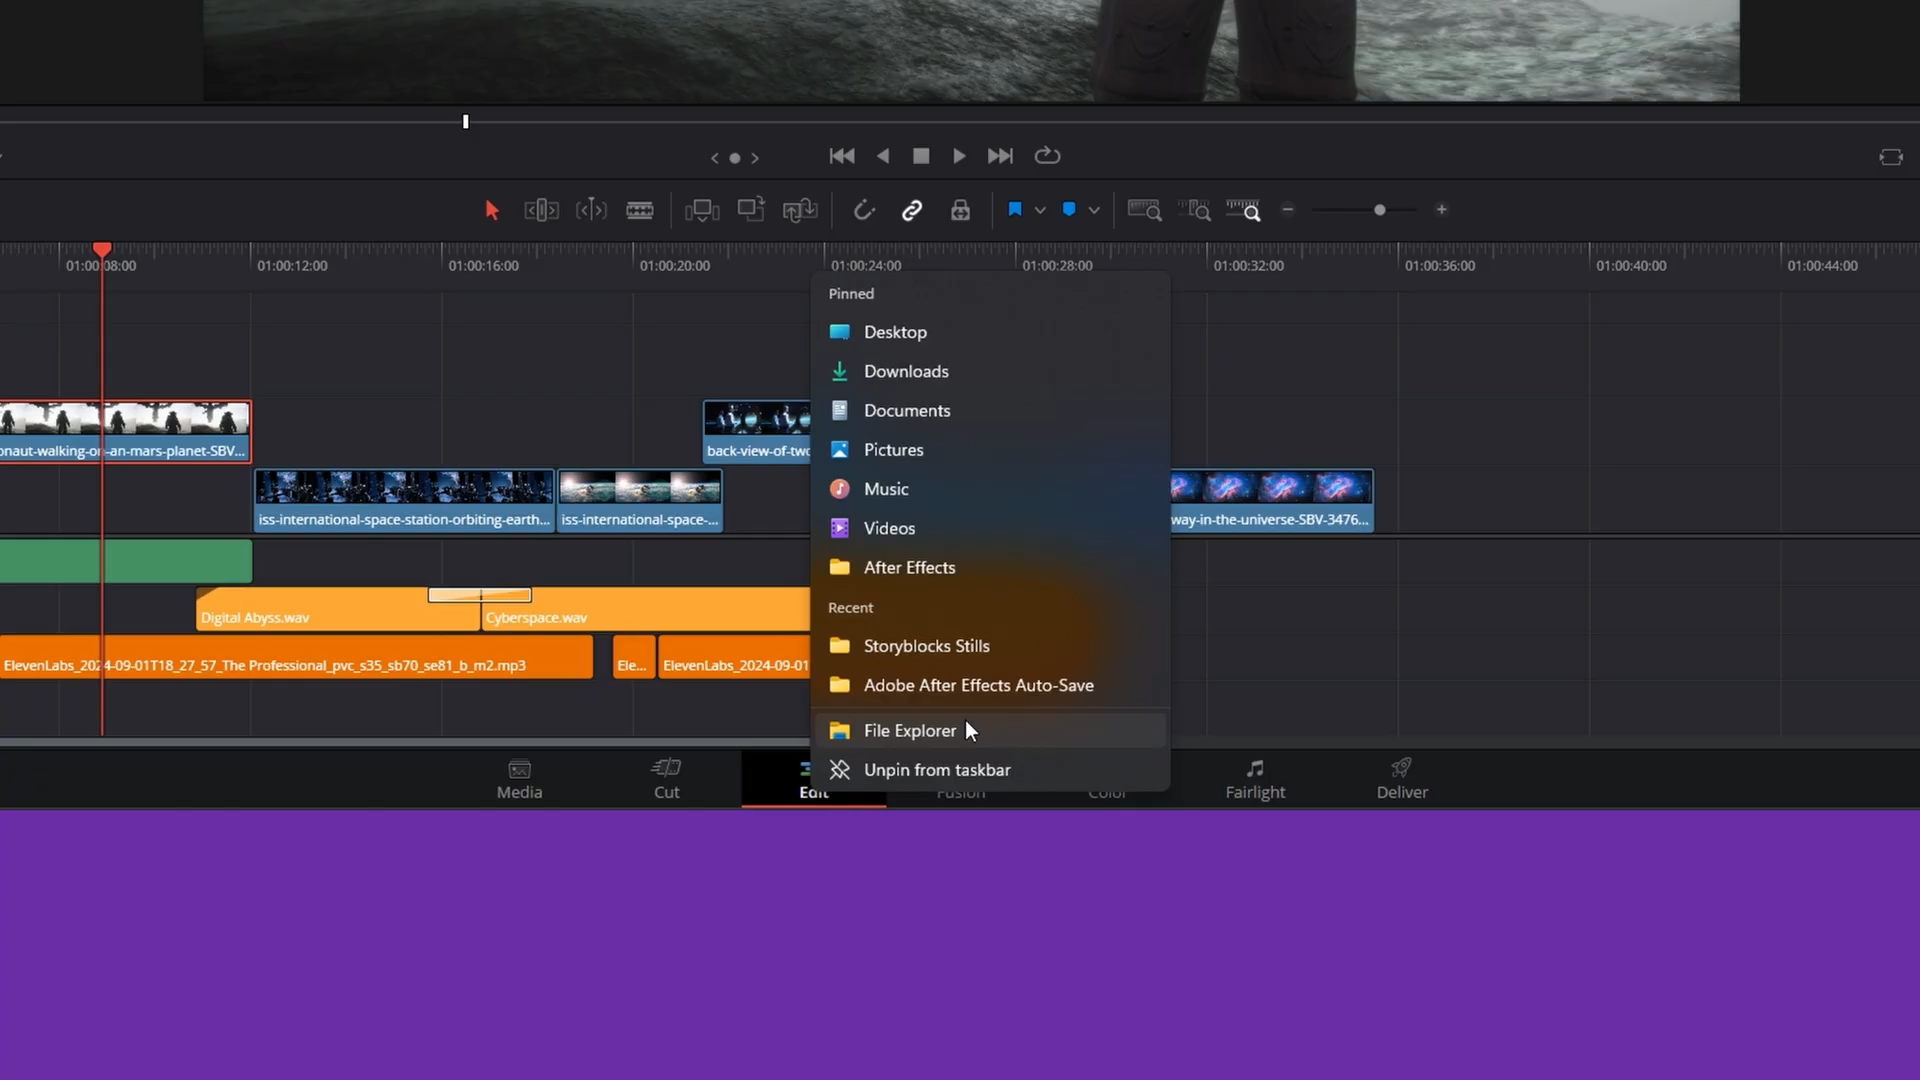 01:00:08:00
01:00:12:00
01:00:16:00
01:00:20:00
01:00:24:00
01:00:28:00
01:00:32:00
01:00:36:00
01:00:40:00
01:00:44:00
Pinned
Desktop
Downloads
Documents
Pictures
Music
Videos
After Effects
Recent
Storyblocks Stills
Adobe After Effects Auto-Save
File Explorer
Unpin from taskbar
onaut-walking-on-an-mars-planet-SBV...
back-view-of-two
iss-international-space-station-orbiting-earth...
iss-international-space-...
way-in-the-universe-SBV-3476...
Digital Abyss.wav
Cyberspace.wav
ElevenLabs_2024-09-01T18_27_57_The Professional_pvc_s35_sb70_se81_b_m2.mp3
Ele...
ElevenLabs_2024-09-01
Media
Cut
Edit
Fusion
Color
Fairlight
Deliver